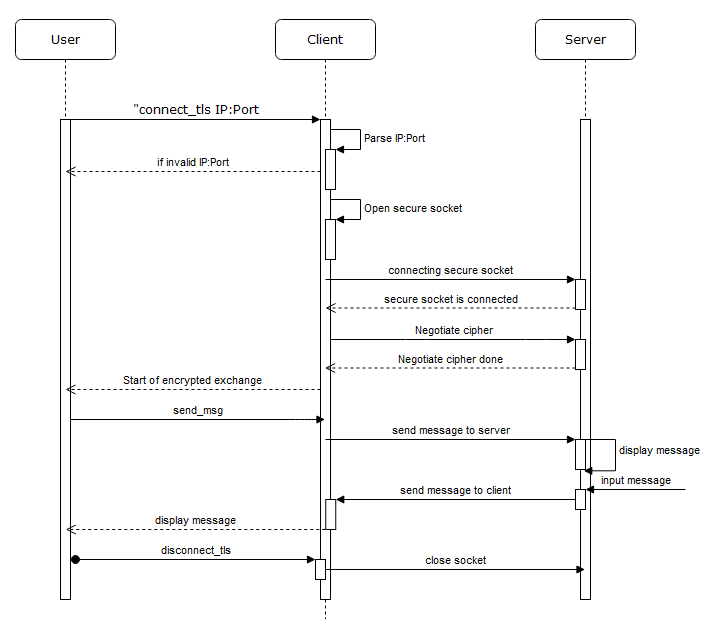 User
Client
Server
"connect_tls IP:Port
Parse IP:Port
if invalid IP:Port
Open secure socket
connecting secure socket
secure socket is connected
Negotiate cipher
Negotiate cipher done
Start of encrypted exchange
send_msg
send message to server
display message
input message
send message to client
display message
disconnect_tls
close socket